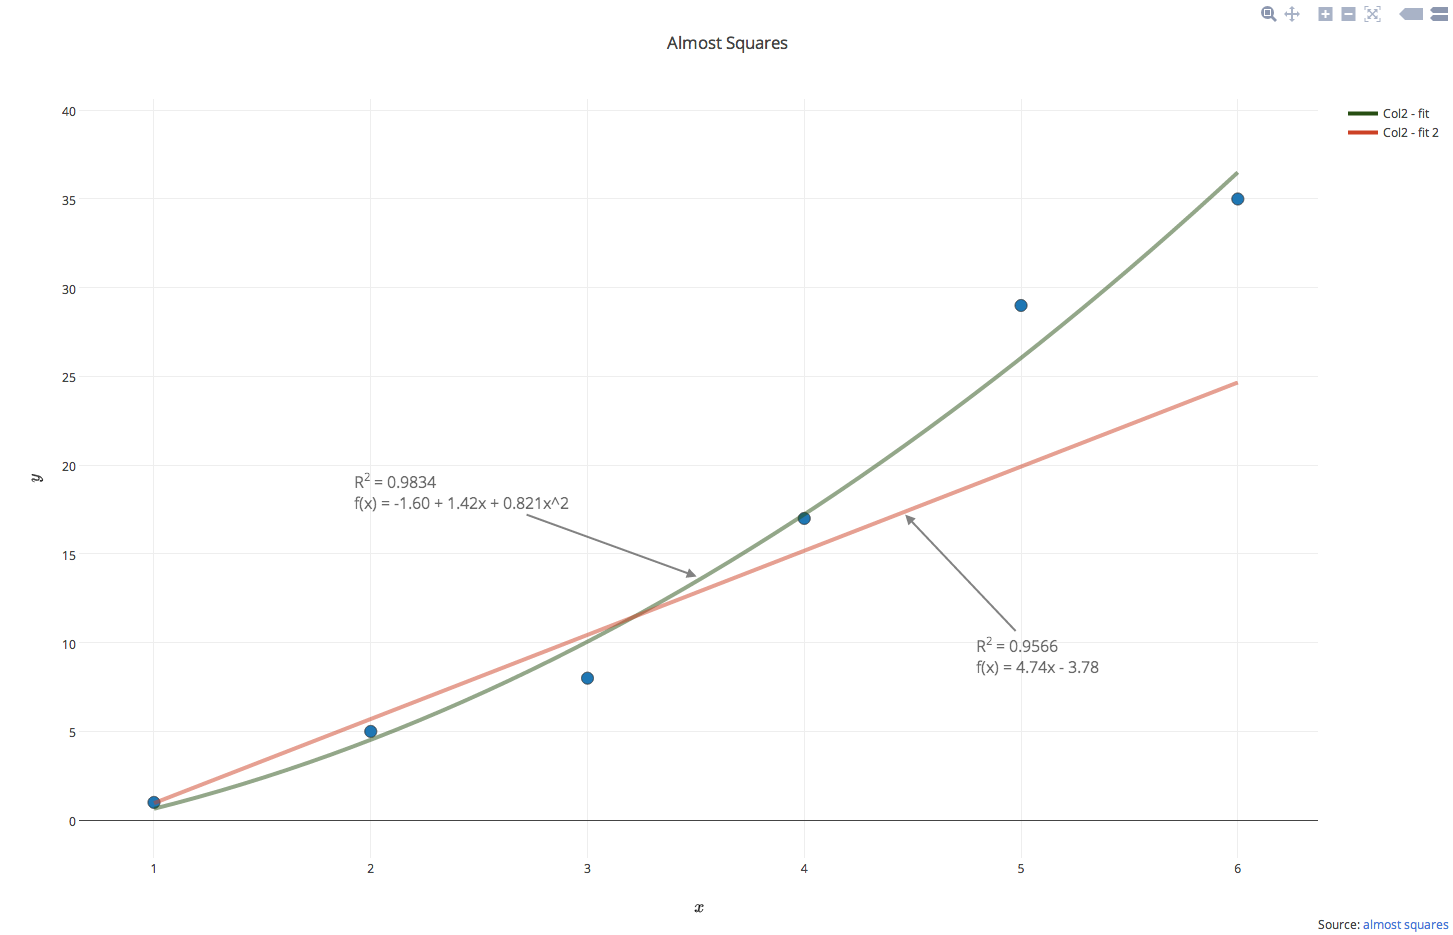 Almost Squares
40
35
30
25
20
15
10
5
0
y
1 2 3 4 5 6
x
Col2 - fit
Col2 - fit 2
R² = 0.9834
f(x) = -1.60 + 1.42x + 0.821x^2
R² = 0.9566
f(x) = 4.74x - 3.78
Source: almost squares